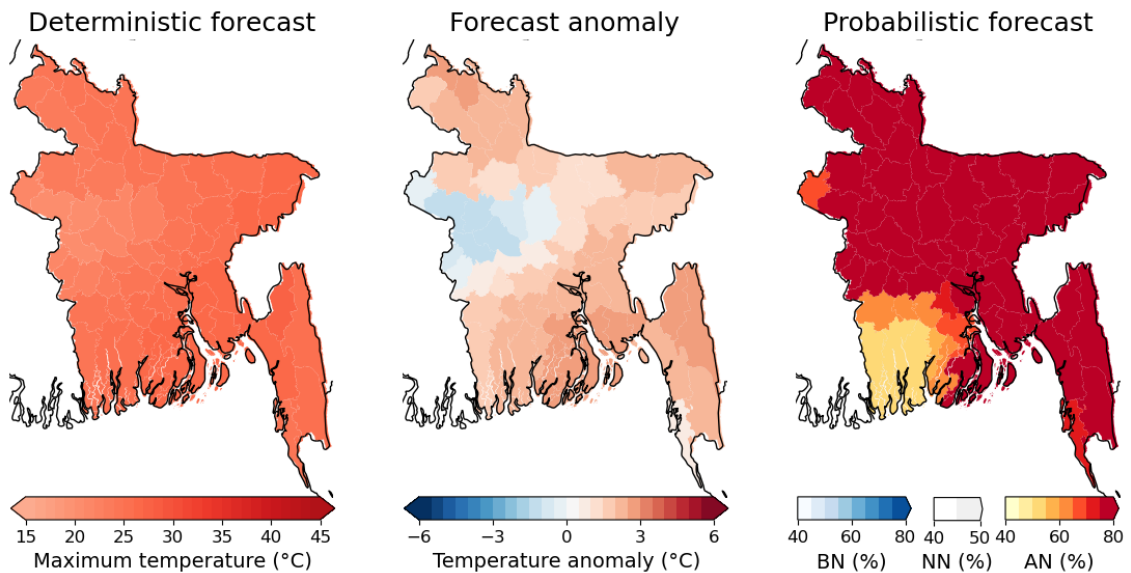 Deterministic forecast
Forecast anomaly
Probabilistic forecast
15 20 25 30 35 40 45
Maximum temperature (°C)
−6 −3 0 3 6
Temperature anomaly (°C)
40 60 80
BN (%)
40 50
NN (%)
40 60 80
AN (%)